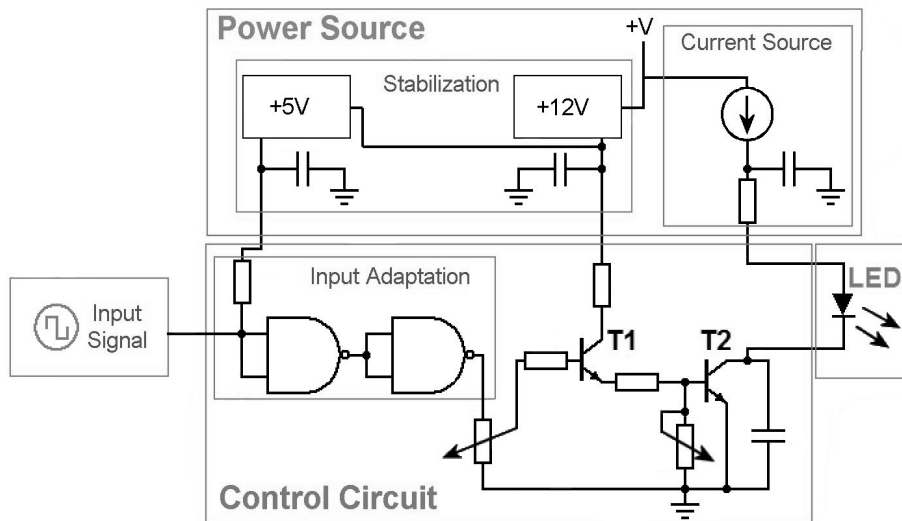 Power Source
+V
Current Source
Stabilization
+5V
+12V
Input Adaptation
Input
Signal
LED
T1
T2
Control Circuit